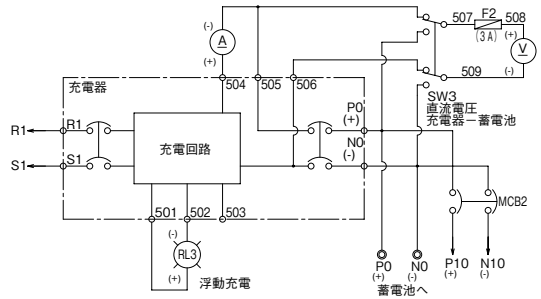 (-)
A
(+)
507
F2
508
(3A)
(+)
V
(-)
509
SW3
直流電圧
充電器－蓄電池
充電器
504
505
506
R1
R1
S1
S1
充電回路
P0
(+)
N0
(-)
501
502
503
(-)
RL3
(+)
浮動充電
MCB2
P0
(+)
N0
(-)
蓄電池へ
P10
(+)
N10
(-)